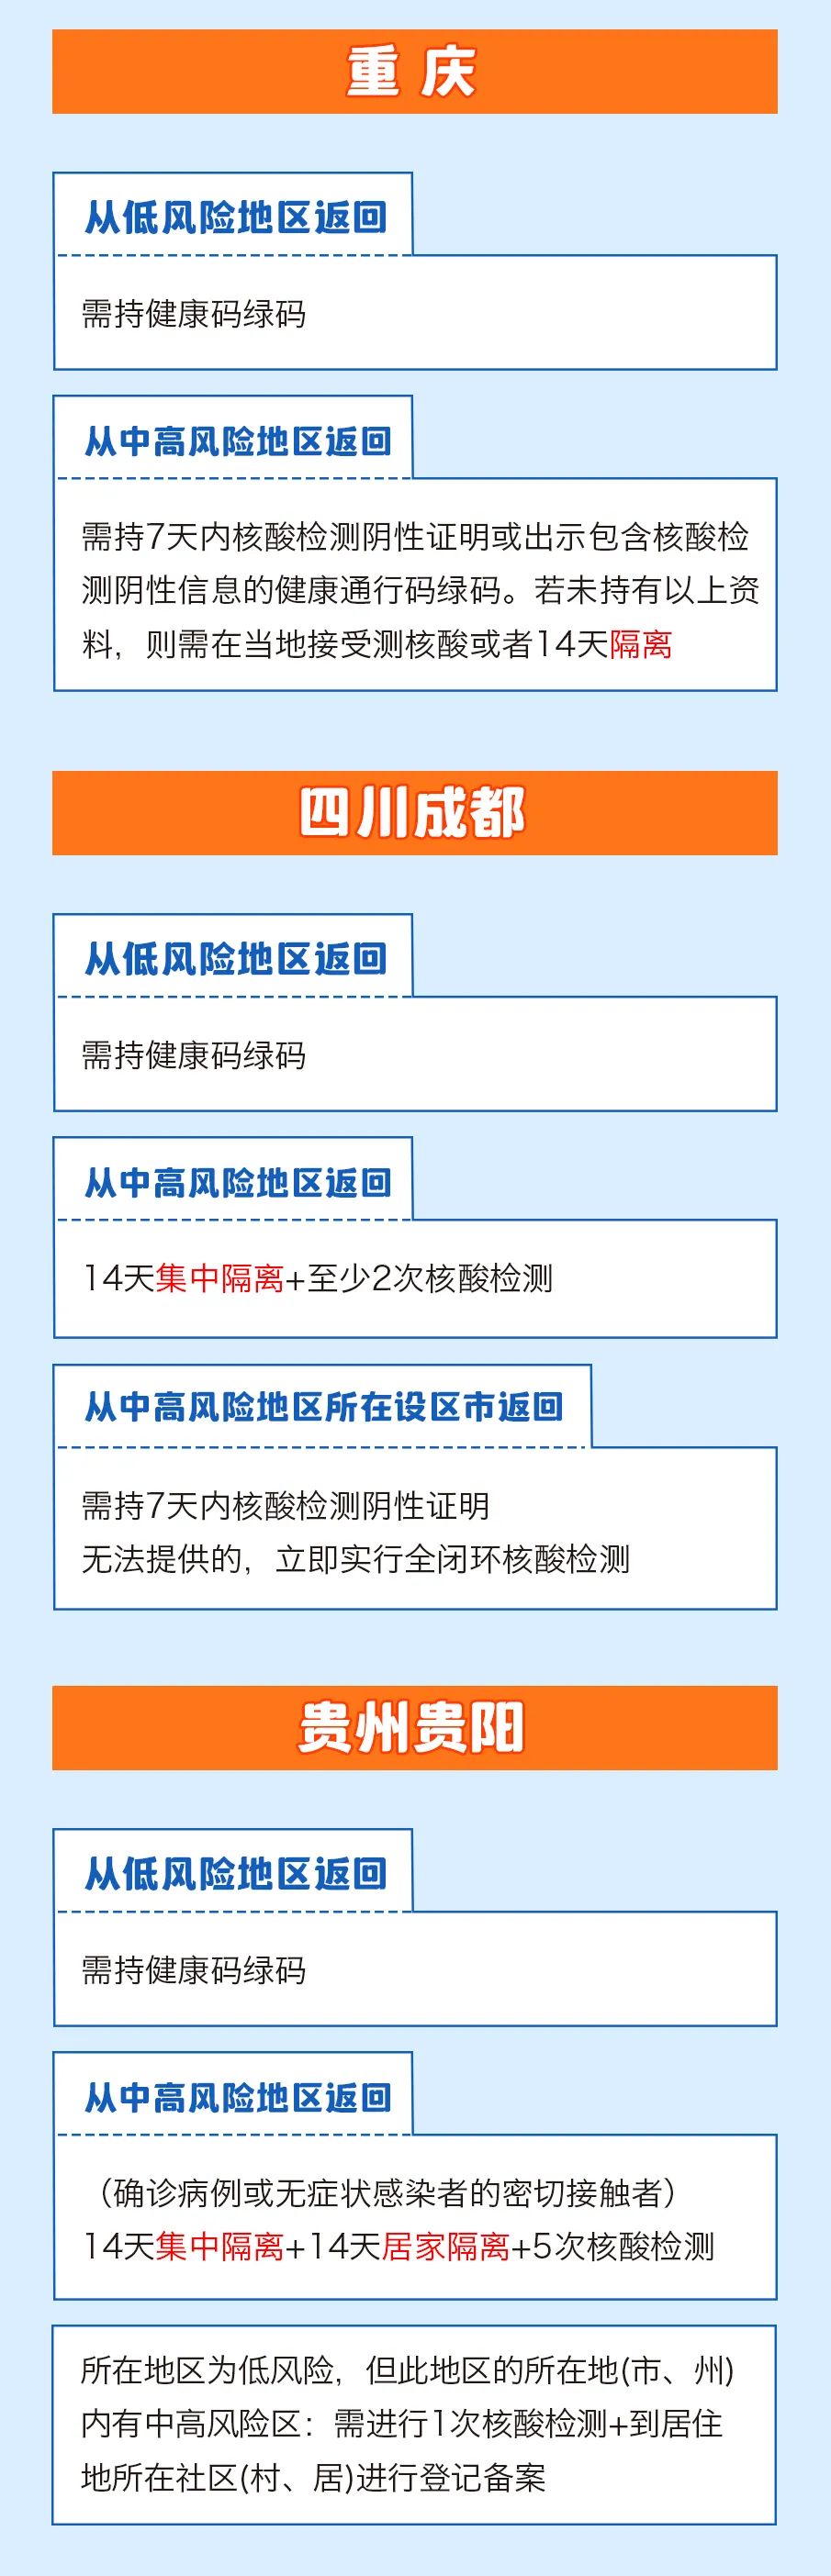 重庆
从低风险地区返回
需持健康码绿码
从中高风险地区返回
需持7天内核酸检测阴性证明或出示包含核酸检
测阴性信息的健康通行码绿码。若未持有以上资
料，则需在当地接受测核酸或者14天隔离
四川成都
从低风险地区返回
需持健康码绿码
从中高风险地区返回
14天集中隔离+至少2次核酸检测
从中高风险地区所在设区市返回
需持7天内核酸检测阴性证明
无法提供的，立即实行全闭环核酸检测
贵州贵阳
从低风险地区返回
需持健康码绿码
从中高风险地区返回
（确诊病例或无症状感染者的密切接触者）
14天集中隔离+14天居家隔离+5次核酸检测
所在地区为低风险，但此地区的所在地(市、州)
内有中高风险区：需进行1次核酸检测+到居住
地所在社区(村、居)进行登记备案